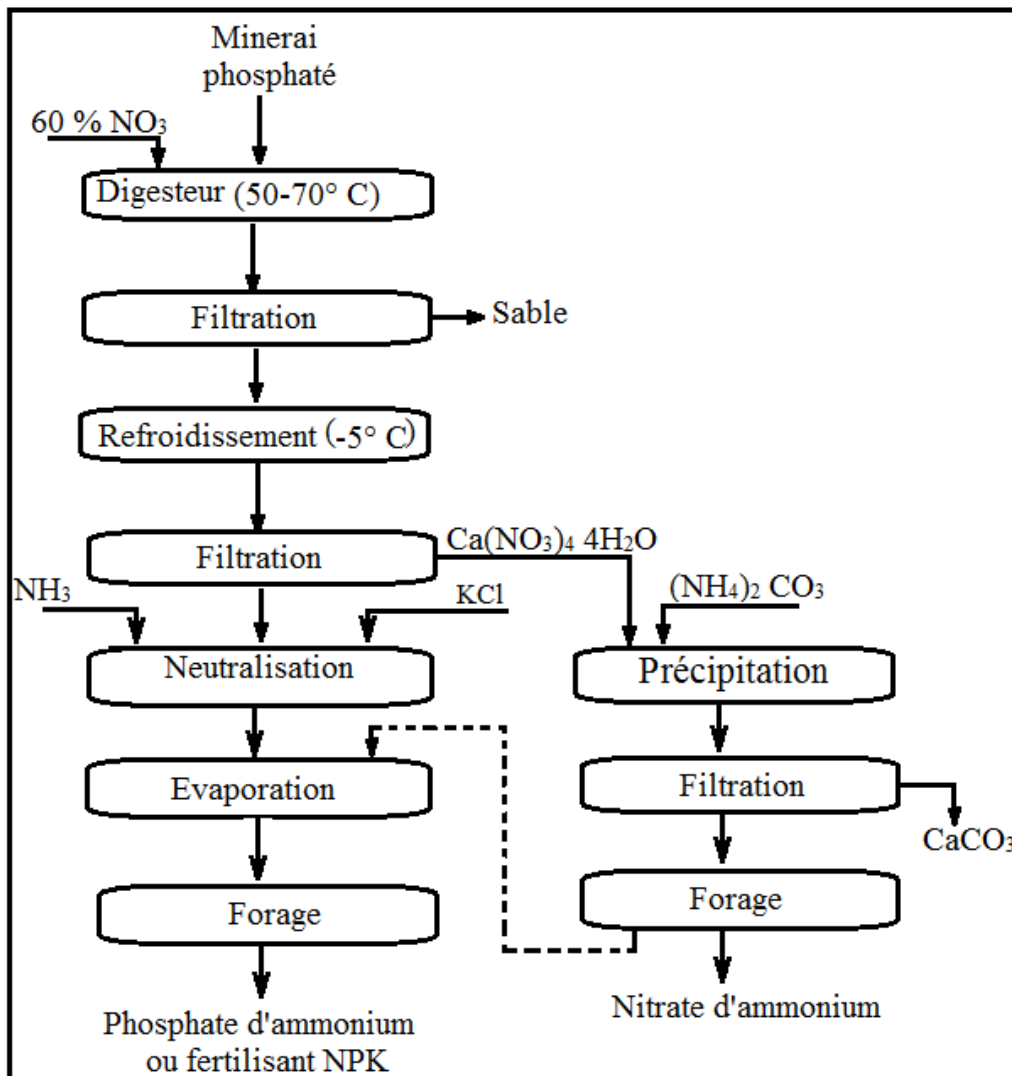 Minerai
phosphaté
60 % NO₃
Digesteur (50-70° C)
Filtration
Sable
Refroidissement (-5° C)
Filtration
Ca(NO₃)₄ 4H₂O
NH₃
KCl
(NH₄)₂ CO₃
Neutralisation
Précipitation
Evaporation
Filtration
CaCO₃
Forage
Forage
Phosphate d'ammonium
ou fertilisant NPK
Nitrate d'ammonium